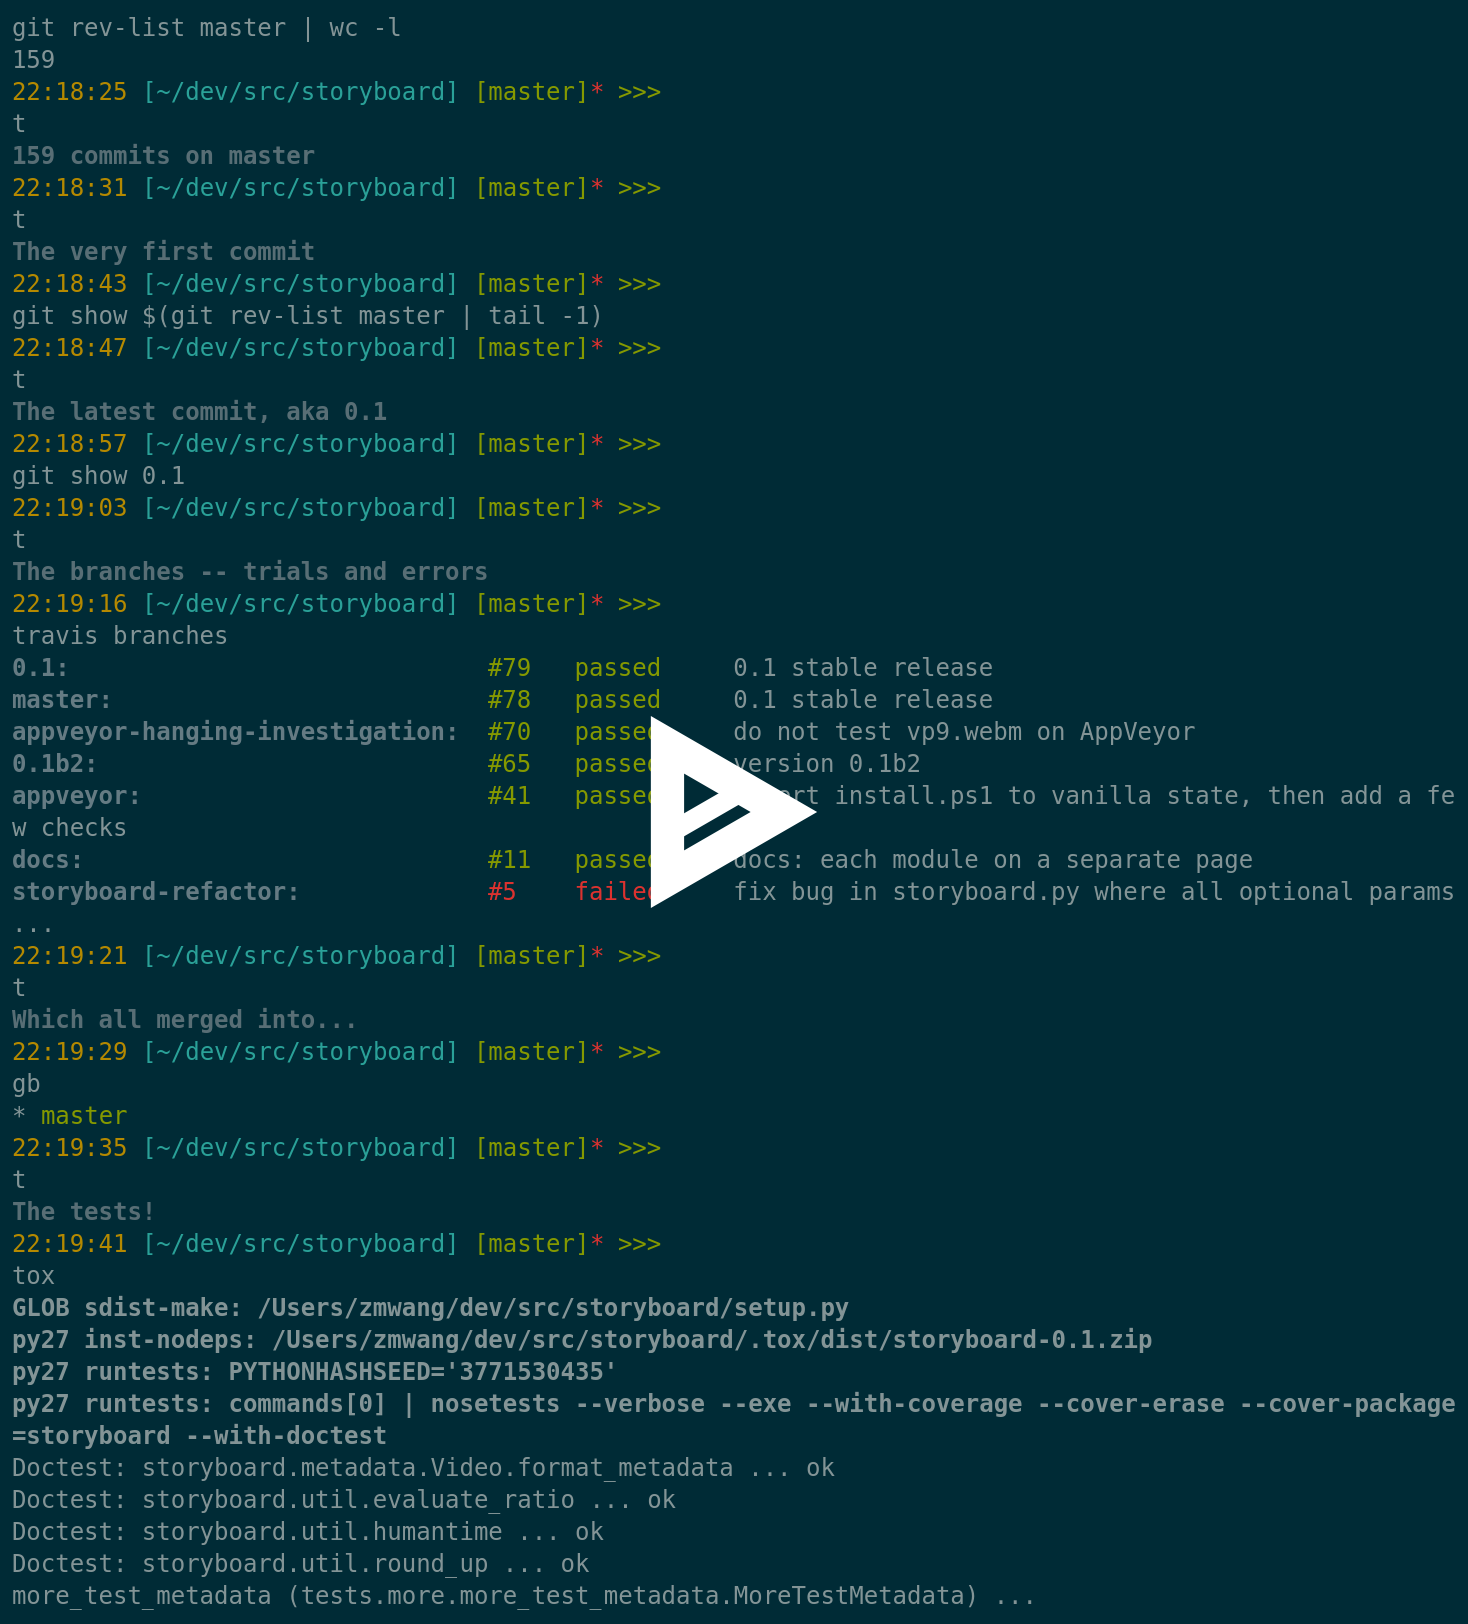 git rev-list master | wc -l
159
22:18:25 [~/dev/src/storyboard] [master]* >>>
t
159 commits on master
22:18:31 [~/dev/src/storyboard] [master]* >>>
t
The very first commit
22:18:43 [~/dev/src/storyboard] [master]* >>>
git show $(git rev-list master | tail -1)
22:18:47 [~/dev/src/storyboard] [master]* >>>
t
The latest commit, aka 0.1
22:18:57 [~/dev/src/storyboard] [master]* >>>
git show 0.1
22:19:03 [~/dev/src/storyboard] [master]* >>>
t
The branches -- trials and errors
22:19:16 [~/dev/src/storyboard] [master]* >>>
travis branches
0.1: #79 passed 0.1 stable release
master: #78 passed 0.1 stable release
appveyor-hanging-investigation: #70 passed do not test vp9.webm on AppVeyor
0.1b2: #65 passed version 0.1b2
appveyor: #41 passed install.ps1 to vanilla state, then add a fe
w checks
docs: #11 passed docs: each module on a separate page
storyboard-refactor: #5 failed fix bug in storyboard.py where all optional params
...
22:19:21 [~/dev/src/storyboard] [master]* >>>
t
Which all merged into...
22:19:29 [~/dev/src/storyboard] [master]* >>>
gb
* master
22:19:35 [~/dev/src/storyboard] [master]* >>>
t
The tests!
22:19:41 [~/dev/src/storyboard] [master]* >>>
tox
GLOB sdist-make: /Users/zmwang/dev/src/storyboard/setup.py
py27 inst-nodeps: /Users/zmwang/dev/src/storyboard/.tox/dist/storyboard-0.1.zip
py27 runtests: PYTHONHASHSEED='3771530435'
py27 runtests: commands[0] | nosetests --verbose --exe --with-coverage --cover-erase --cover-package
=storyboard --with-doctest
Doctest: storyboard.metadata.Video.format_metadata ... ok
Doctest: storyboard.util.evaluate_ratio ... ok
Doctest: storyboard.util.humantime ... ok
Doctest: storyboard.util.round_up ... ok
more_test_metadata (tests.more.more_test_metadata.MoreTestMetadata) ...